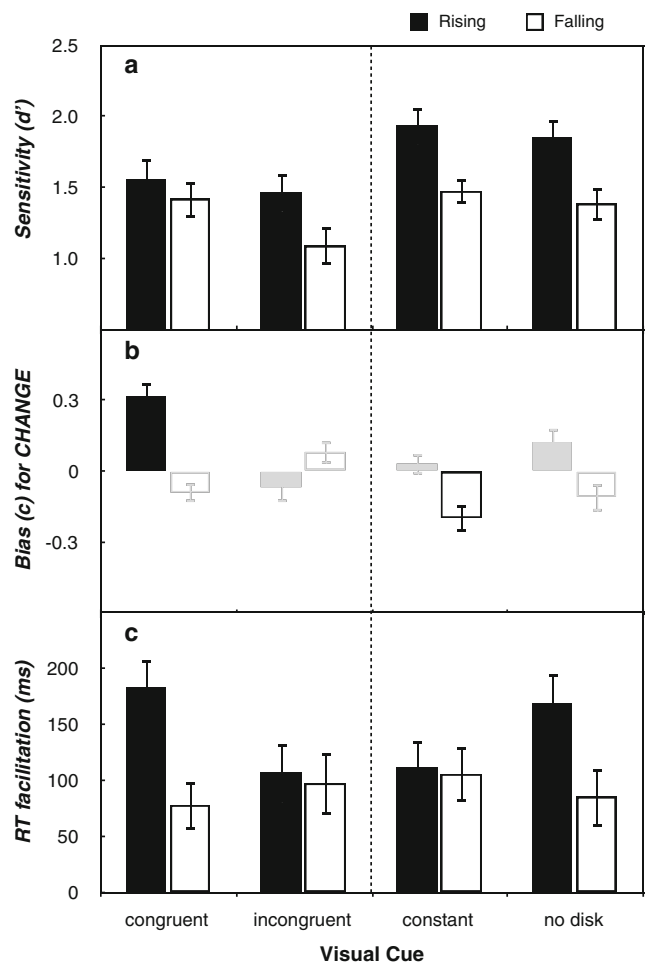 Rising Falling
a
Sensitivity (d')
2.5
2.0
1.5
1.0
b
Bias (c) for CHANGE
0.3
0
-0.3
c
RT facilitation (ms)
200
150
100
50
0
congruent incongruent constant no disk
Visual Cue